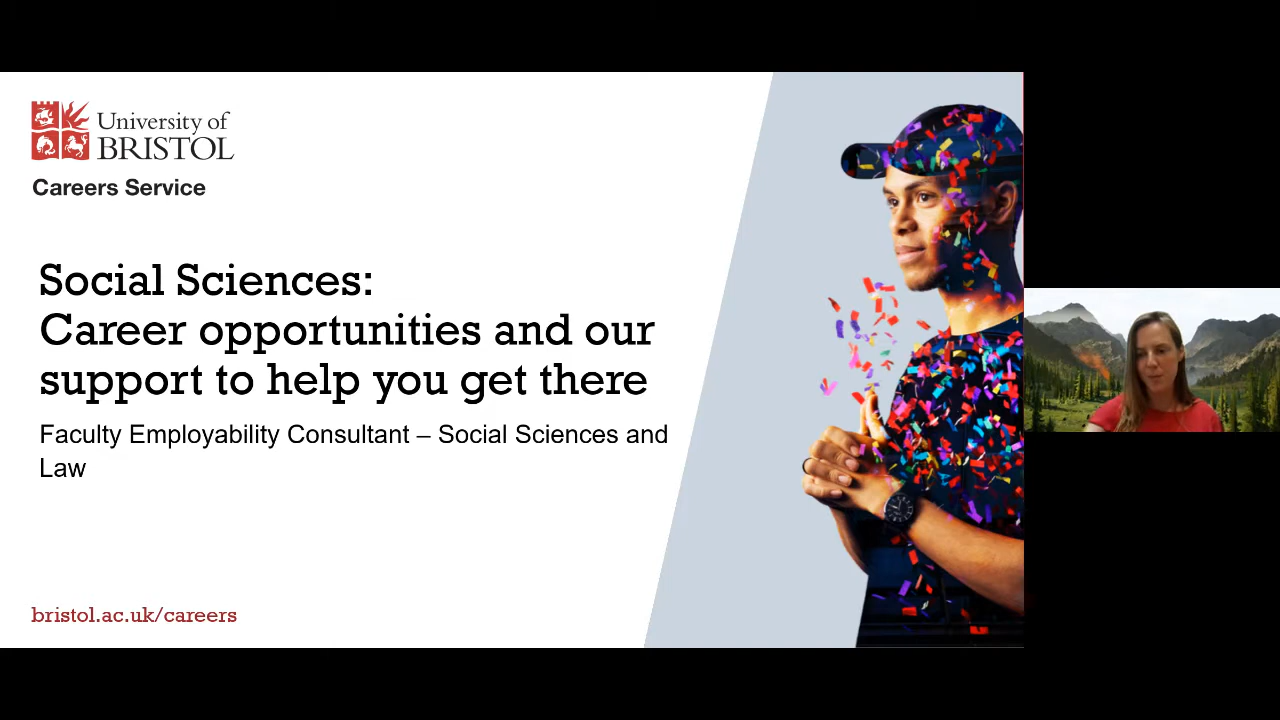 University of
BRISTOL
Careers Service
Social Sciences:
Career opportunities and our
support to help you get there
Faculty Employability Consultant – Social Sciences and
Law
bristol.ac.uk/careers